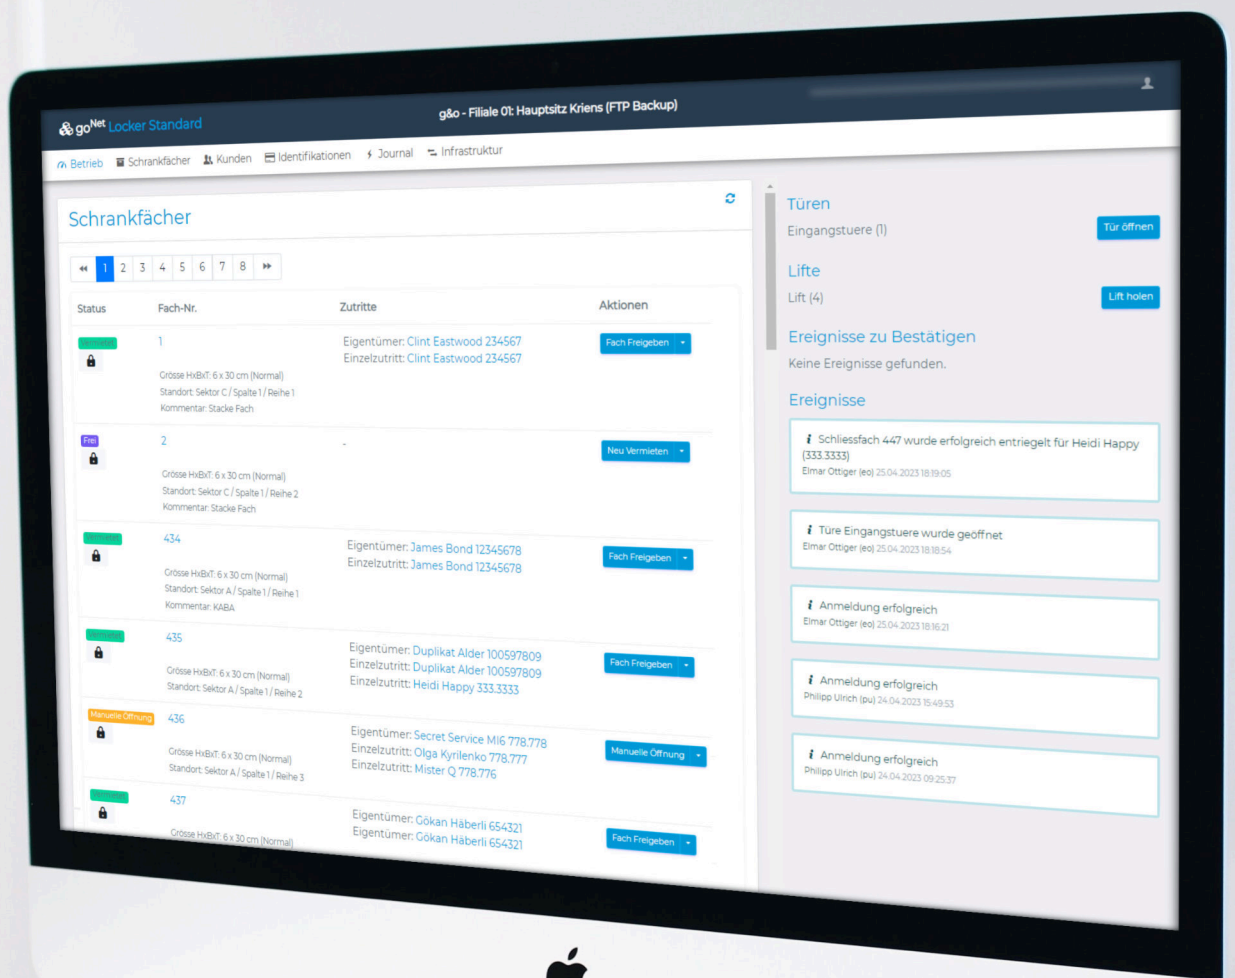 goNet Locker Standard
g&o - Filiale 01: Hauptsitz Kriens (FTP Backup)
Betrieb Schrankfächer Kunden Identifikationen Journal Infrastruktur
Schrankfächer
1 2 3 4 5 6 7 8
Status Fach-Nr. Zutritte Aktionen
Vermietet 1 Eigentümer: Clint Eastwood 234567 Fach Freigeben
Einzelzutritt: Clint Eastwood 234567
Grösse HxBxT: 6 x 30 cm (Normal)
Standort: Sektor C / Spalte 1 / Reihe 1
Kommentar: Stacke Fach
Frei 2 - Neu Vermieten
Grösse HxBxT: 6 x 30 cm (Normal)
Standort: Sektor C / Spalte 1 / Reihe 2
Kommentar: Stacke Fach
Vermietet 434 Eigentümer: James Bond 12345678 Fach Freigeben
Einzelzutritt: James Bond 12345678
Grösse HxBxT: 6 x 30 cm (Normal)
Standort: Sektor A / Spalte 1 / Reihe 1
Kommentar: KABA
Vermietet 435 Eigentümer: Duplikat Alder 100597809 Fach Freigeben
Einzelzutritt: Duplikat Alder 100597809
Einzelzutritt: Heidi Happy 333.3333
Grösse HxBxT: 6 x 30 cm (Normal)
Standort: Sektor A / Spalte 1 / Reihe 2
Manuelle Öffnung 436 Eigentümer: Secret Service MI6 778.778 Manuelle Öffnung
Einzelzutritt: Olga Kyrilenko 778.777
Einzelzutritt: Mister Q 778.776
Grösse HxBxT: 6 x 30 cm (Normal)
Standort: Sektor A / Spalte 1 / Reihe 3
Vermietet 437 Eigentümer: Gökan Häberli 654321 Fach Freigeben
Eigentümer: Gökan Häberli 654321
Grösse HxBxT: 6 x 30 cm (Normal)
Türen
Eingangstuere (1) Tür öffnen
Lifte
Lift (4) Lift holen
Ereignisse zu Bestätigen
Keine Ereignisse gefunden.
Ereignisse
Schliessfach 447 wurde erfolgreich entriegelt für Heidi Happy
(333.3333)
Elmar Ottiger (eo) 25.04.2023 18:19:05
Türe Eingangstuere wurde geöffnet
Elmar Ottiger (eo) 25.04.2023 18:18:54
Anmeldung erfolgreich
Elmar Ottiger (eo) 25.04.2023 18:16:21
Anmeldung erfolgreich
Philipp Ulrich (pu) 24.04.2023 15:49:53
Anmeldung erfolgreich
Philipp Ulrich (pu) 24.04.2023 09:25:37